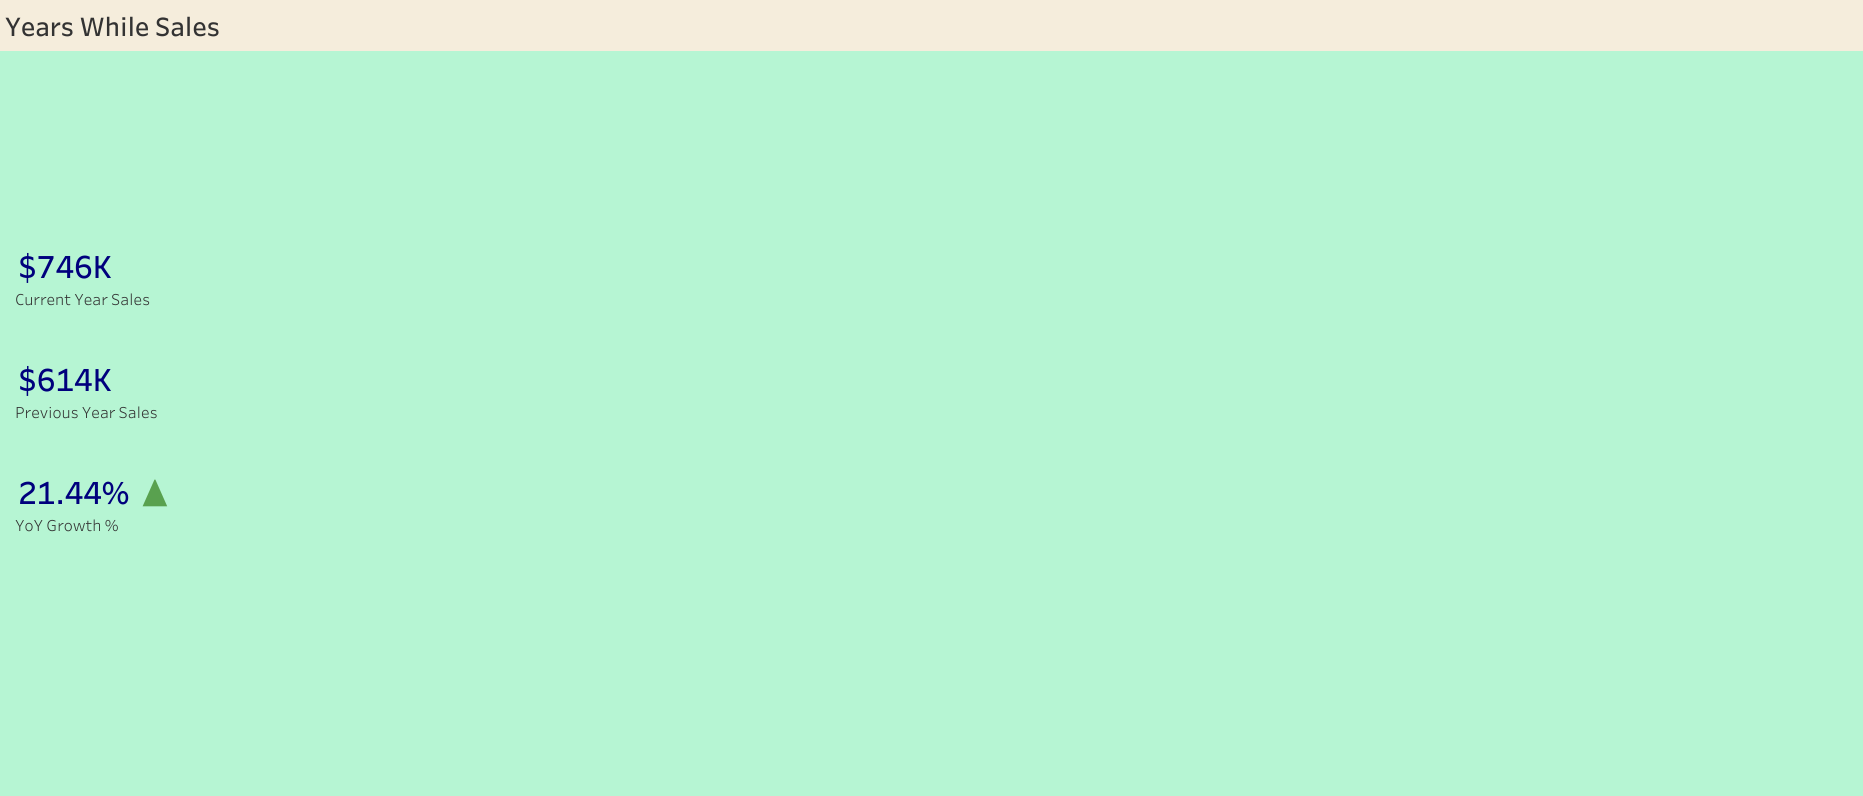 Years While Sales
$746K
Current Year Sales
$614K
Previous Year Sales
21.44% ▲
YoY Growth %